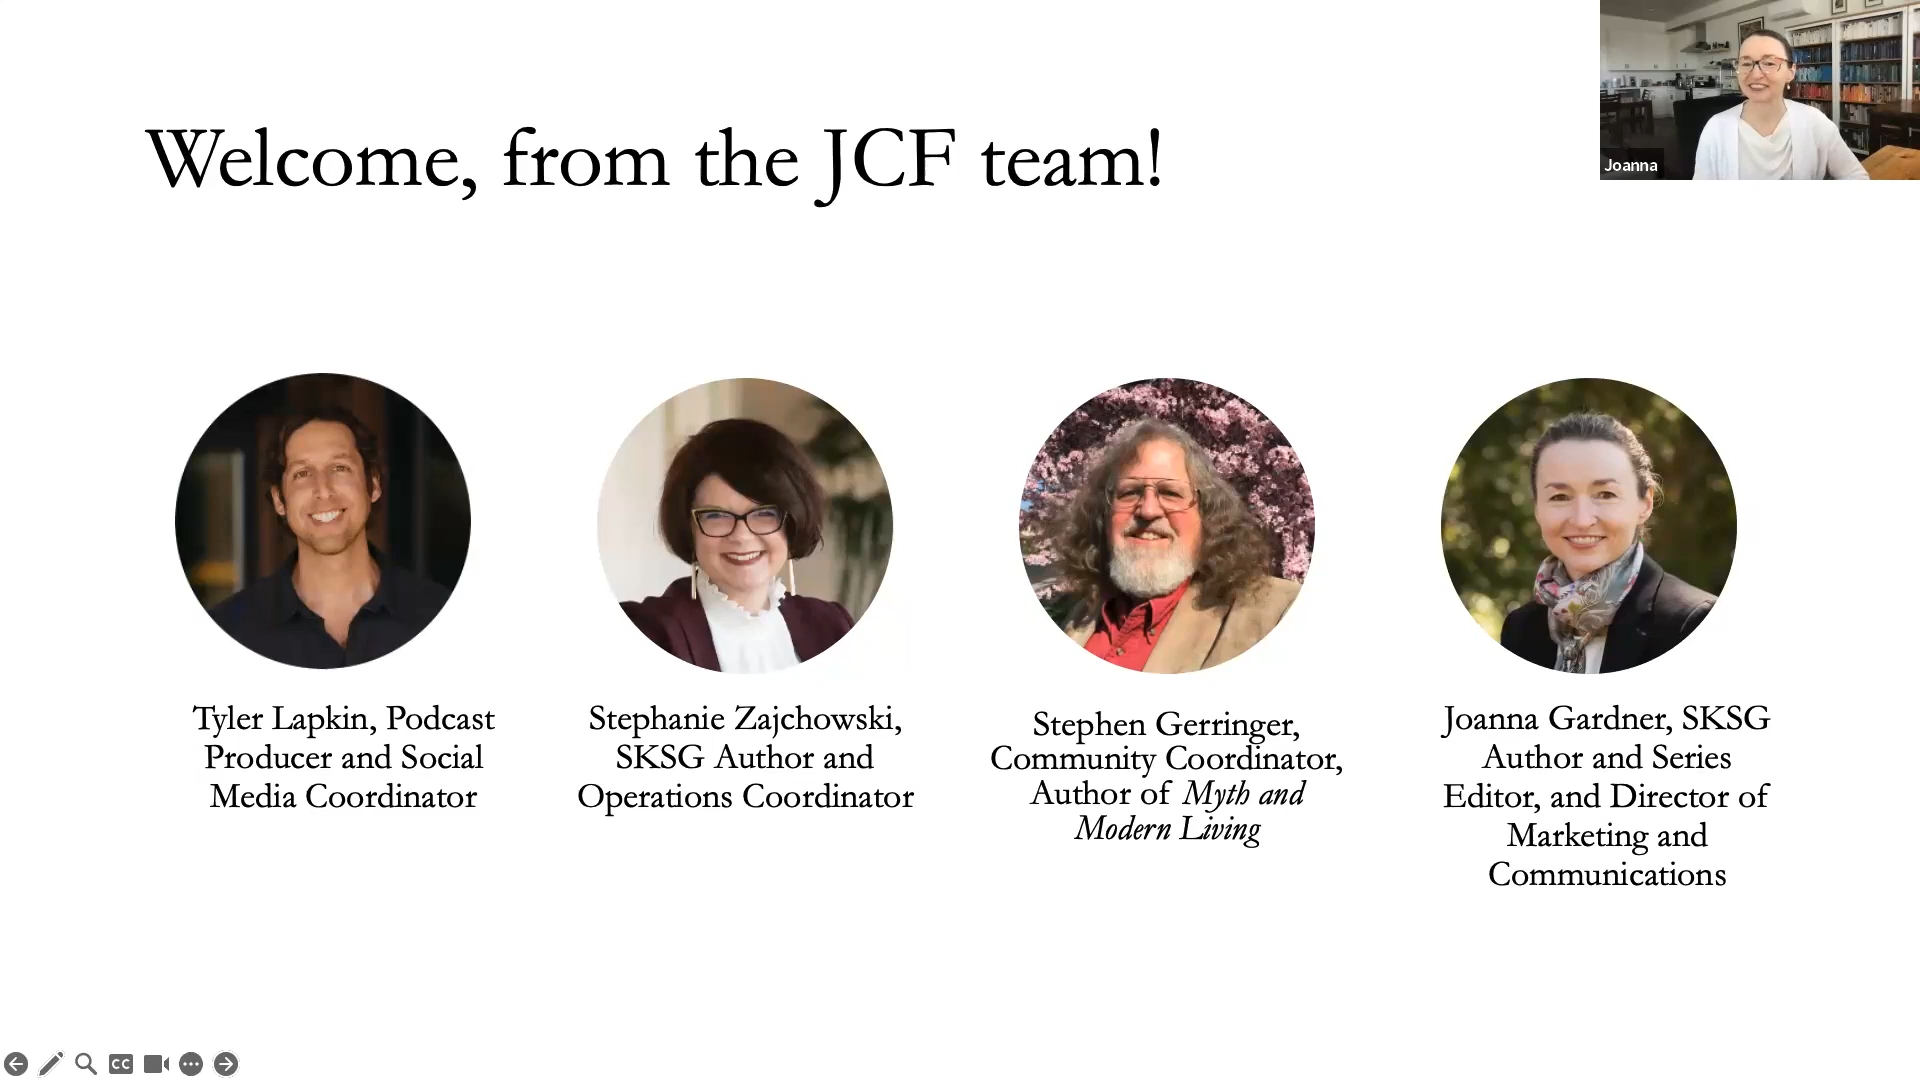 Welcome, from the JCF team!
Joanna
Tyler Lapkin, Podcast
Producer and Social
Media Coordinator
Stephanie Zajchowski,
SKSG Author and
Operations Coordinator
Stephen Gerringer,
Community Coordinator,
Author of Myth and
Modern Living
Joanna Gardner, SKSG
Author and Series
Editor, and Director of
Marketing and
Communications
CC